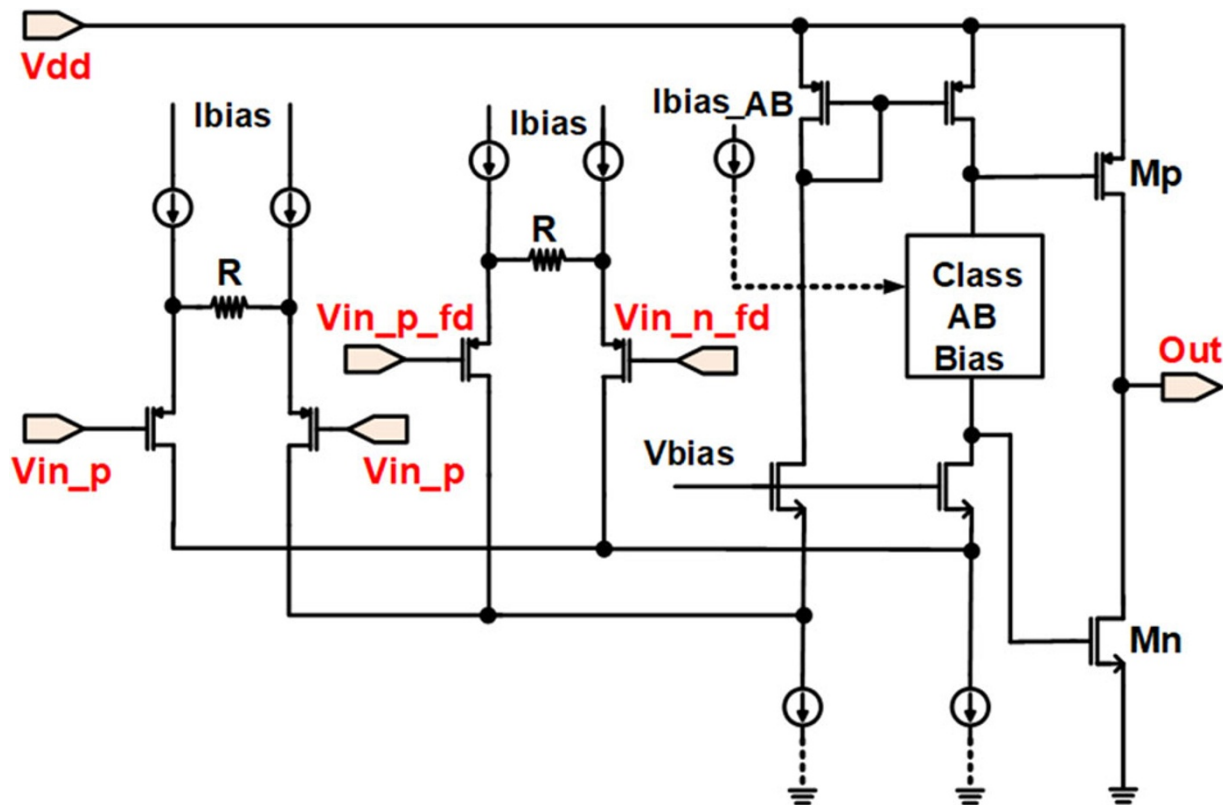 Vdd
Ibias
Ibias
Ibias_AB
Mp
R
R
Class
AB
Bias
Vin_p_fd
Vin_n_fd
Out
Vin_p
Vin_p
Vbias
Mn